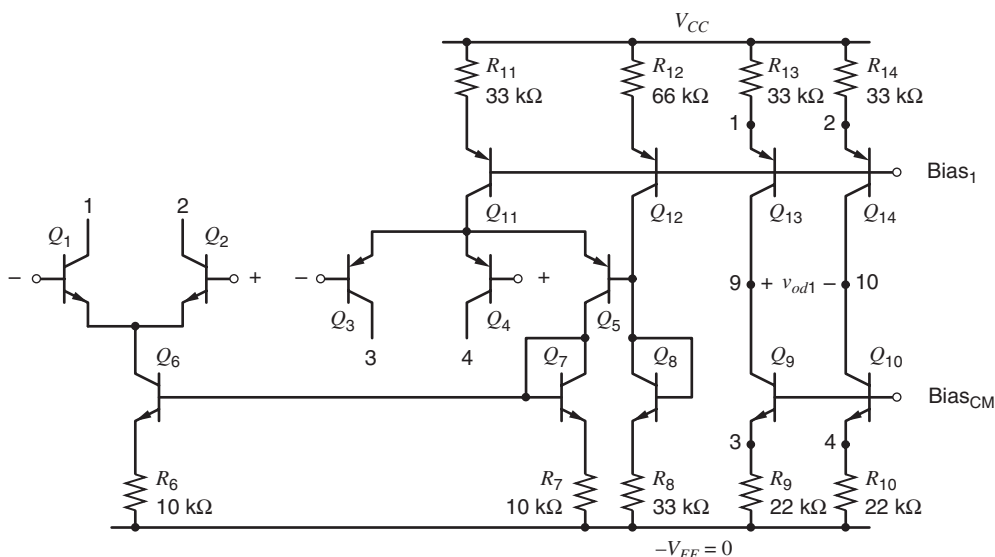 V_CC
R_11
33 kΩ
R_12
66 kΩ
R_13
33 kΩ
R_14
33 kΩ
1
2
Bias_1
Q_11
Q_12
Q_13
Q_14
1
2
Q_1
Q_2
−
+
−
+
Q_3
Q_4
Q_5
3
4
9
+ v_od1 −
10
Q_6
Q_7
Q_8
Q_9
Q_10
Bias_CM
3
4
R_6
10 kΩ
R_7
10 kΩ
R_8
33 kΩ
R_9
22 kΩ
R_10
22 kΩ
−V_EE = 0